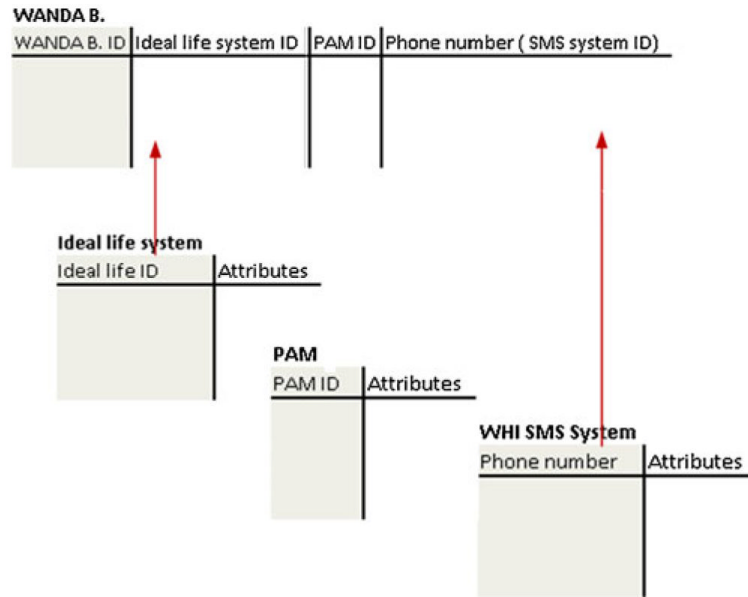 WANDA B.
WANDA B. ID Ideal life system ID PAM ID Phone number ( SMS system ID)
Ideal life system
Ideal life ID Attributes
PAM
PAM ID Attributes
WHI SMS System
Phone number Attributes